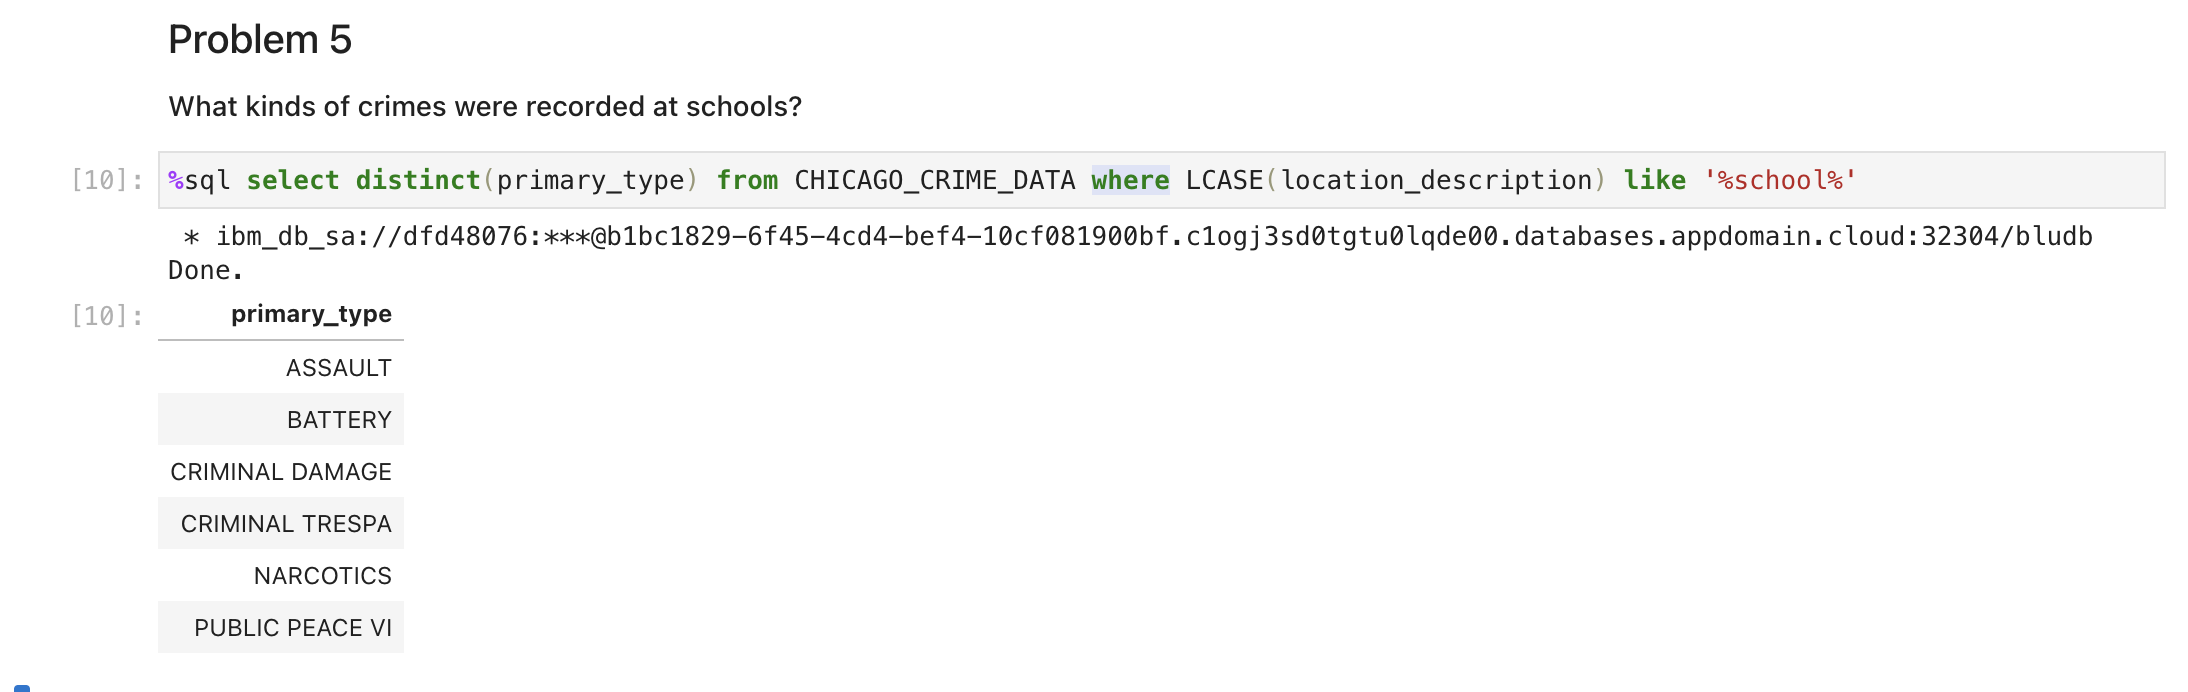 Problem 5
What kinds of crimes were recorded at schools?
[10]: %sql select distinct(primary_type) from CHICAGO_CRIME_DATA where LCASE(location_description) like '%school%'
* ibm_db_sa://dfd48076:***@b1bc1829-6f45-4cd4-bef4-10cf081900bf.c1ogj3sd0tgtu0lqde00.databases.appdomain.cloud:32304/bludb
Done.
[10]: primary_type
ASSAULT
BATTERY
CRIMINAL DAMAGE
CRIMINAL TRESPA
NARCOTICS
PUBLIC PEACE VI